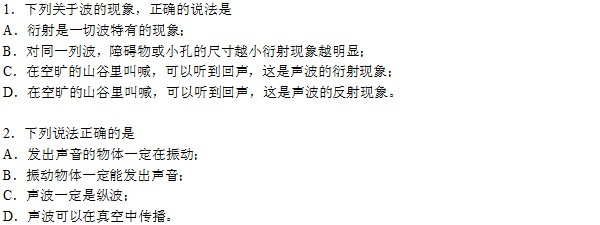 1．下列关于波的现象，正确的说法是
A．衍射是一切波特有的现象；
B．对同一列波，障碍物或小孔的尺寸越小衍射现象越明显；
C．在空旷的山谷里叫喊，可以听到回声，这是声波的衍射现象；
D．在空旷的山谷里叫喊，可以听到回声，这是声波的反射现象。
2．下列说法正确的是
A．发出声音的物体一定在振动；
B．振动物体一定能发出声音；
C．声波一定是纵波；
D．声波可以在真空中传播。